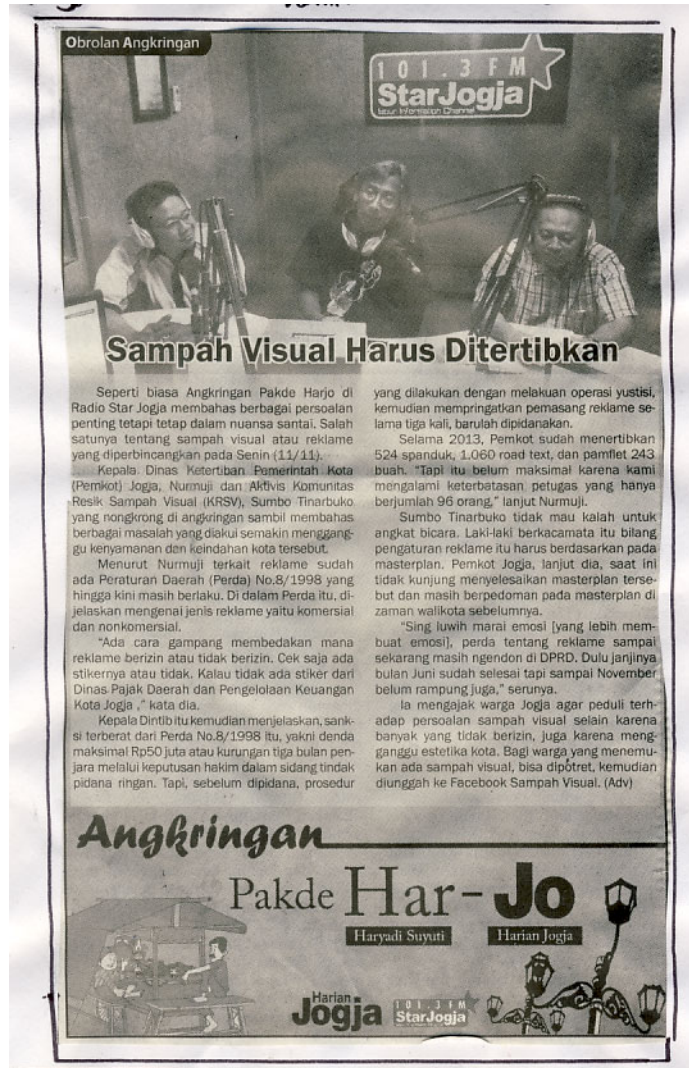 Obrolan Angkringan
101.3 FM
StarJogja
Sampah Visual Harus Ditertibkan
Seperti biasa Angkringan Pakde Harjo di
Radio Star Jogja membahas berbagai persoalan
penting tetapi tetap dalam nuansa santai. Salah
satunya tentang sampah visual atau reklame
yang diperbincangkan pada Senin (11/11).
Kepala Dinas Ketertiban Pemerintah Kota
(Pemkot) Jogja, Nurmuji dan Aktivis Komunitas
Resik Sampah Visual (KRSV), Sumbo Tinarbuko
yang nongkrong di angkringan sambil membahas
berbagai masalah yang diakui semakin mengang-
gu kenyamanan dan keindahan kota tersebut.
Menurut Nurmuji terkait reklame sudah
ada Peraturan Daerah (Perda) No.8/1998 yang
hingga kini masih berlaku. Di dalam Perda itu, di-
jelaskan mengenai jenis reklame yaitu komersial
dan nonkomersial.
"Ada cara gampang membedakan mana
reklame berizin atau tidak berizin. Cek saja ada
stikernya atau tidak. Kalau tidak ada stiker dari
Dinas Pajak Daerah dan Pengelolaan Keuangan
Kota Jogja ," kata dia.
Kepala Dintib itu kemudian menjelaskan, sank-
si terberat dari Perda No.8/1998 itu, yakni denda
maksimal Rp50 juta atau kurungan tiga bulan pen-
jara melalui keputusan hakim dalam sidang tindak
pidana ringan. Tapi, sebelum dipidana, prosedur
yang dilakukan dengan melakuan operasi yustisi,
kemudian mempringatkan pemasang reklame se-
lama tiga kali, barulah dipidanakan.
Selama 2013, Pemkot sudah menertibkan
524 spanduk, 1.060 road text, dan pamflet 243
buah. "Tapi itu belum maksimal karena kami
mengalami keterbatasan petugas yang hanya
berjumlah 96 orang," lanjut Nurmuji.
Sumbo Tinarbuko tidak mau kalah untuk
angkat bicara. Laki-laki berkacamata itu bilang
pengaturan reklame itu harus berdasarkan pada
masterplan. Pemkot Jogja, lanjut dia, saat ini
tidak kunjung menyelesaikan masterplan terse-
but dan masih berpedoman pada masterplan di
zaman walikota sebelumnya.
"Sing luwih marai emosi [yang lebih mem-
buat emosi], perda tentang reklame sampai
sekarang masih ngendon di DPRD. Dulu janjinya
bulan Juni sudah selesai tapi sampai November
belum rampung juga," serunya.
Ia mengajak warga Jogja agar peduli ter-
hadap persoalan sampah visual selain karena
banyak yang tidak berizin, juga karena meng-
ganggu estetika kota. Bagi warga yang menemu-
kan ada sampah visual, bisa dipotret, kemudian
diunggah ke Facebook Sampah Visual. (Adv)
Angkringan
Pakde Har-Jo
Haryadi Suyuti
Harian Jogja
Harian
Jogja
101.3 FM
StarJogja